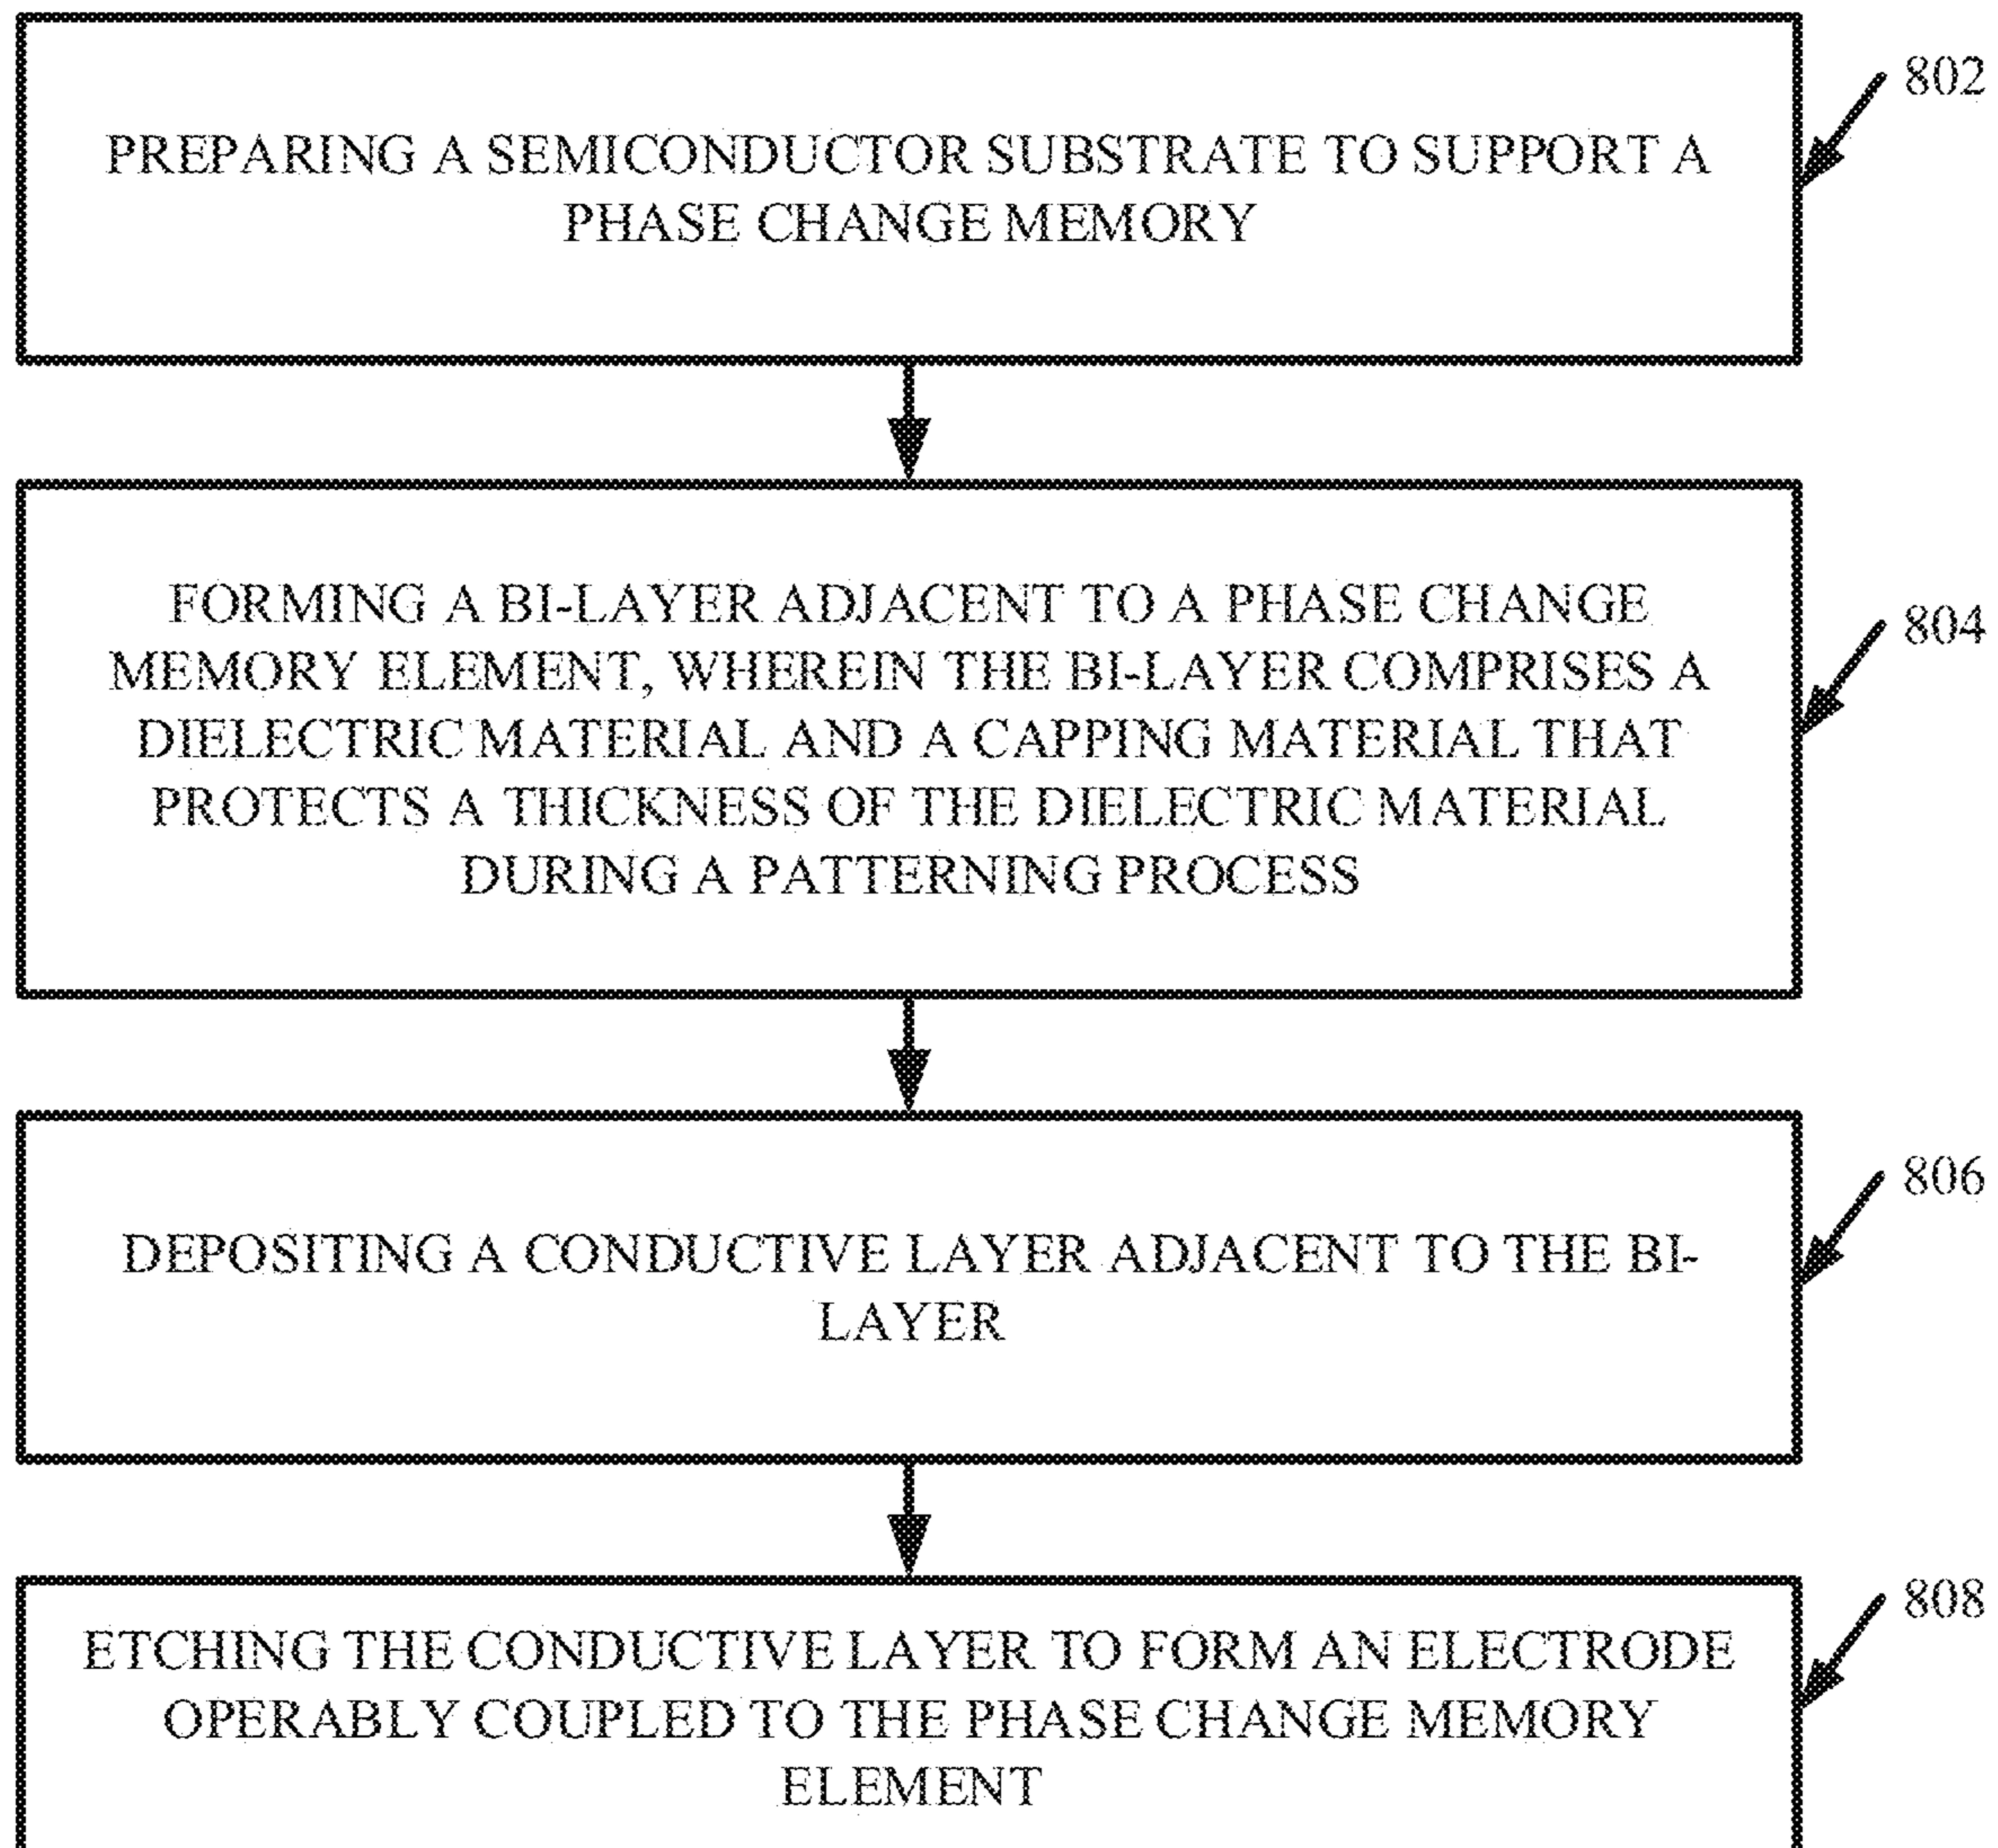 802
PREPARING A SEMICONDUCTOR SUBSTRATE TO SUPPORT A
PHASE CHANGE MEMORY
804
FORMING A BI-LAYER ADJACENT TO A PHASE CHANGE
MEMORY ELEMENT, WHEREIN THE BI-LAYER COMPRISES A
DIELECTRIC MATERIAL AND A CAPPING MATERIAL THAT
PROTECTS A THICKNESS OF THE DIELECTRIC MATERIAL
DURING A PATTERNING PROCESS
806
DEPOSITING A CONDUCTIVE LAYER ADJACENT TO THE BI-
LAYER
808
ETCHING THE CONDUCTIVE LAYER TO FORM AN ELECTRODE
OPERABLY COUPLED TO THE PHASE CHANGE MEMORY
ELEMENT